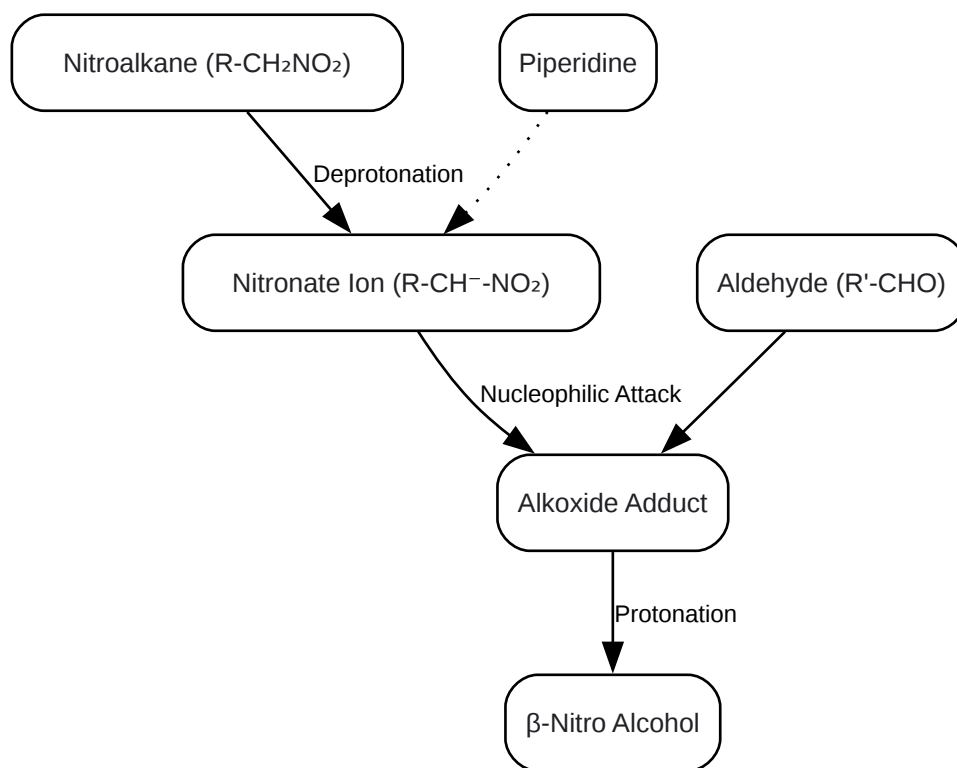 Nitroalkane (R-CH₂NO₂)
Piperidine
Deprotonation
Nitronate Ion (R-CH⁻-NO₂)
Aldehyde (R'-CHO)
Nucleophilic Attack
Alkoxide Adduct
Protonation
β-Nitro Alcohol